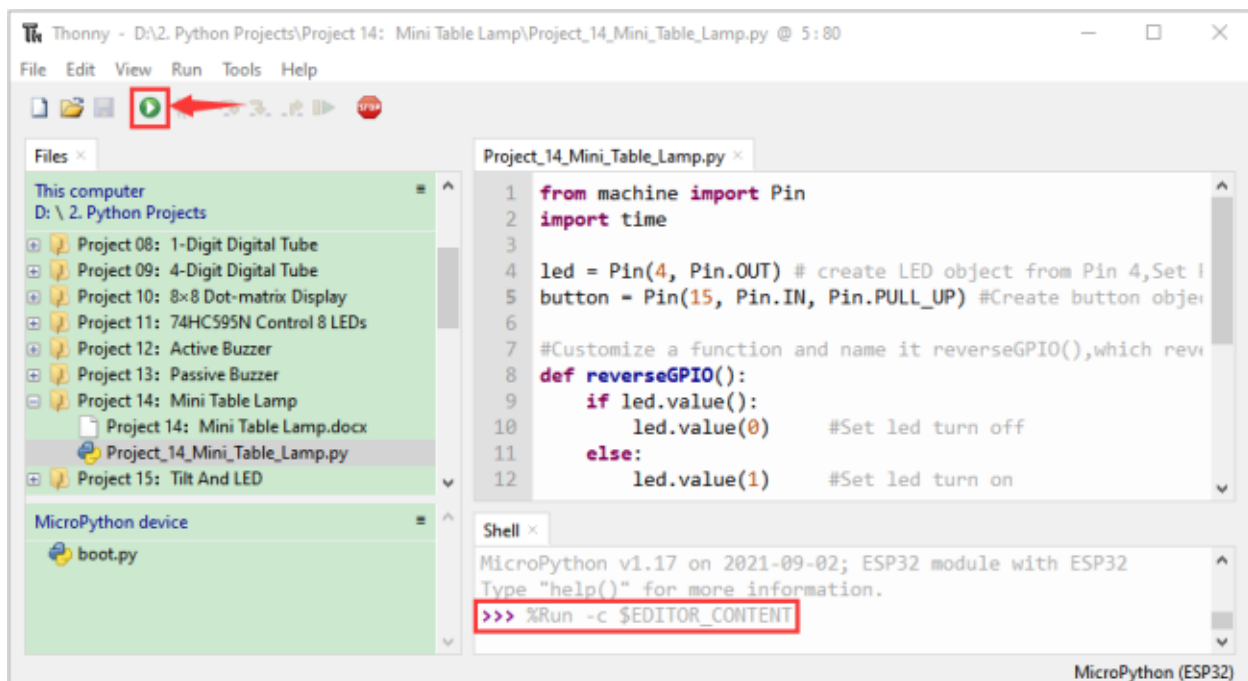 Thonny - D:\2. Python Projects\Project 14: Mini Table Lamp\Project_14_Mini_Table_Lamp.py @ 5:80
File Edit View Run Tools Help
STOP
Files ×
This computer
D: \ 2. Python Projects
Project 08: 1-Digit Digital Tube
Project 09: 4-Digit Digital Tube
Project 10: 8×8 Dot-matrix Display
Project 11: 74HC595N Control 8 LEDs
Project 12: Active Buzzer
Project 13: Passive Buzzer
Project 14: Mini Table Lamp
Project 14: Mini Table Lamp.docx
Project_14_Mini_Table_Lamp.py
Project 15: Tilt And LED
MicroPython device
boot.py
Project_14_Mini_Table_Lamp.py ×
1 from machine import Pin
2 import time
3
4 led = Pin(4, Pin.OUT) # create LED object from Pin 4,Set
5 button = Pin(15, Pin.IN, Pin.PULL_UP) #Create button obje
6
7 #Customize a function and name it reverseGPIO(),which rev
8 def reverseGPIO():
9 if led.value():
10 led.value(0) #Set led turn off
11 else:
12 led.value(1) #Set led turn on
Shell ×
MicroPython v1.17 on 2021-09-02; ESP32 module with ESP32
Type "help()" for more information.
>>> %Run -c $EDITOR_CONTENT
MicroPython (ESP32)